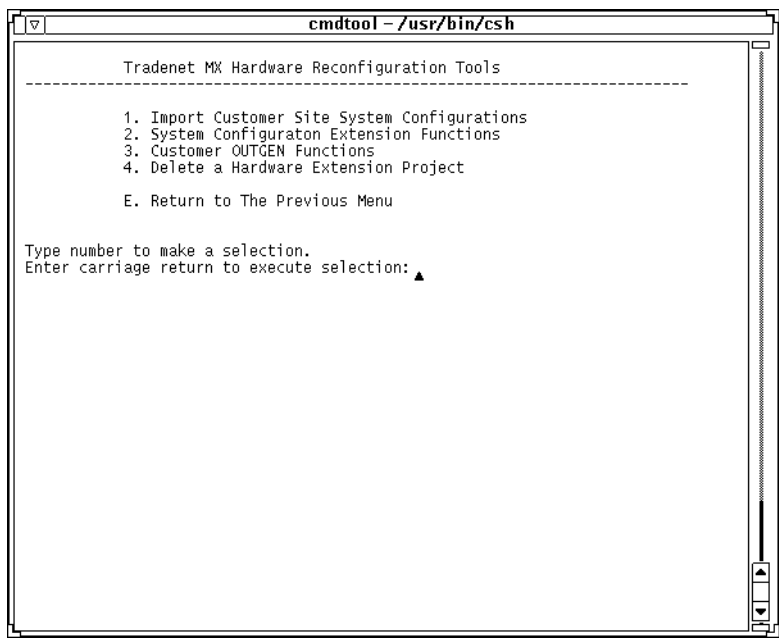 cmdtool – /usr/bin/csh
Tradenet MX Hardware Reconfiguration Tools
--------------------------------------------------------------------------
1. Import Customer Site System Configurations
2. System Configuraton Extension Functions
3. Customer OUTGEN Functions
4. Delete a Hardware Extension Project
E. Return to The Previous Menu
Type number to make a selection.
Enter carriage return to execute selection: